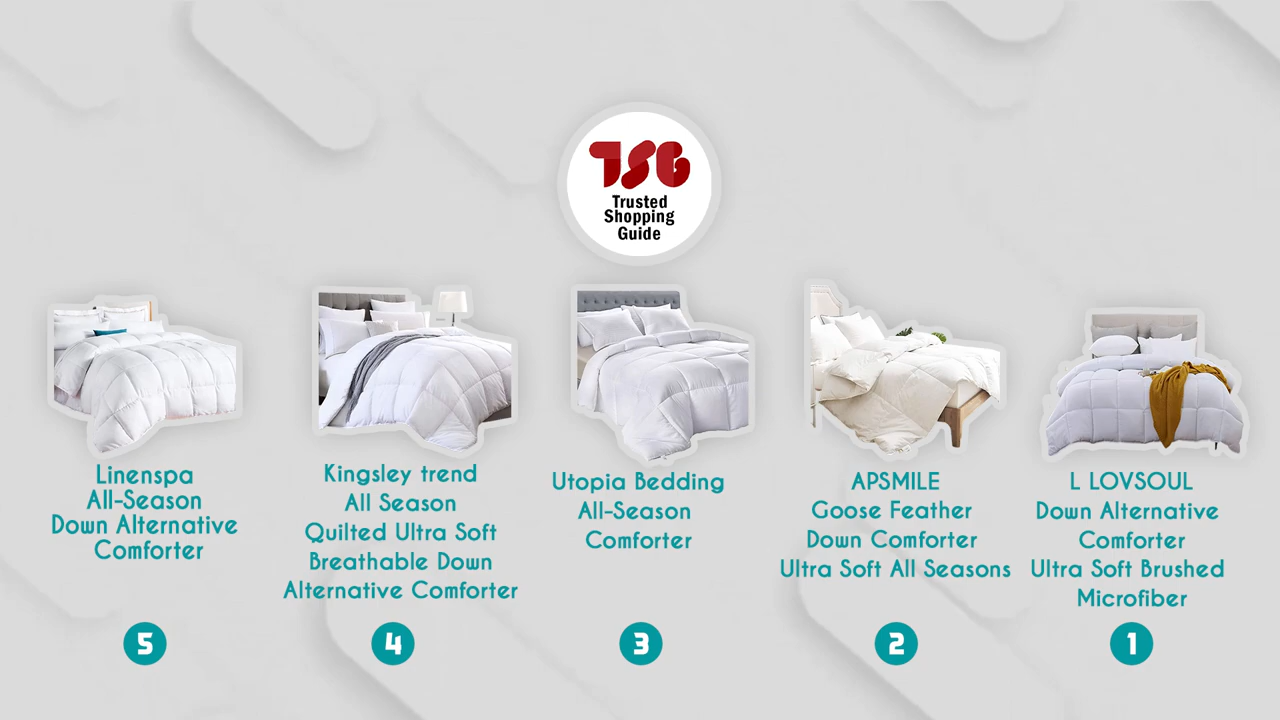 TSG
Trusted
Shopping
Guide
Linenspa
All-Season
Down Alternative
Comforter
5
Kingsley trend
All Season
Quilted Ultra Soft
Breathable Down
Alternative Comforter
4
Utopia Bedding
All-Season
Comforter
3
APSMILE
Goose Feather
Down Comforter
Ultra Soft All Seasons
2
L LOVSOUL
Down Alternative
Comforter
Ultra Soft Brushed
Microfiber
1